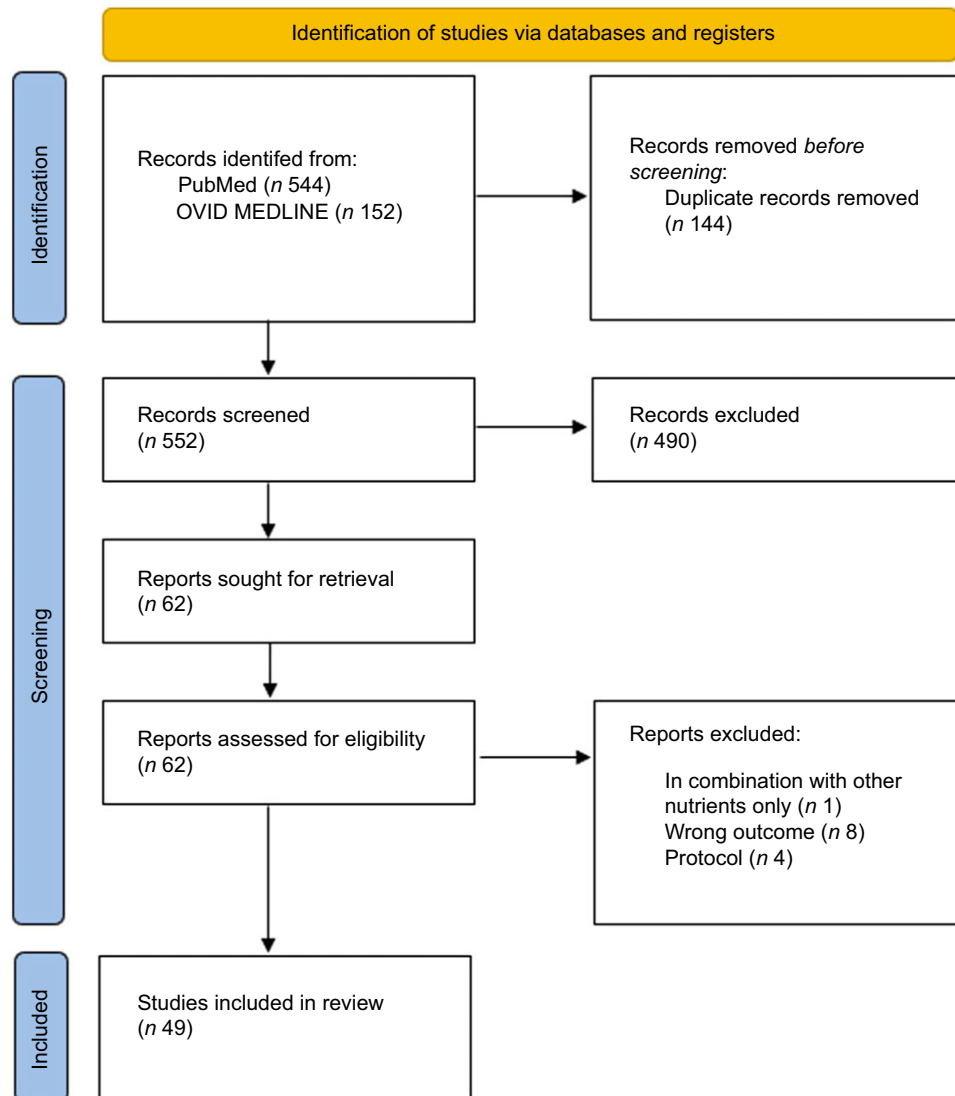 Identification of studies via databases and registers
Identification
Records identifed from:
PubMed (n 544)
OVID MEDLINE (n 152)
Records removed before
screening:
Duplicate records removed
(n 144)
Screening
Records screened
(n 552)
Records excluded
(n 490)
Reports sought for retrieval
(n 62)
Reports assessed for eligibility
(n 62)
Reports excluded:
In combination with other
nutrients only (n 1)
Wrong outcome (n 8)
Protocol (n 4)
Included
Studies included in review
(n 49)